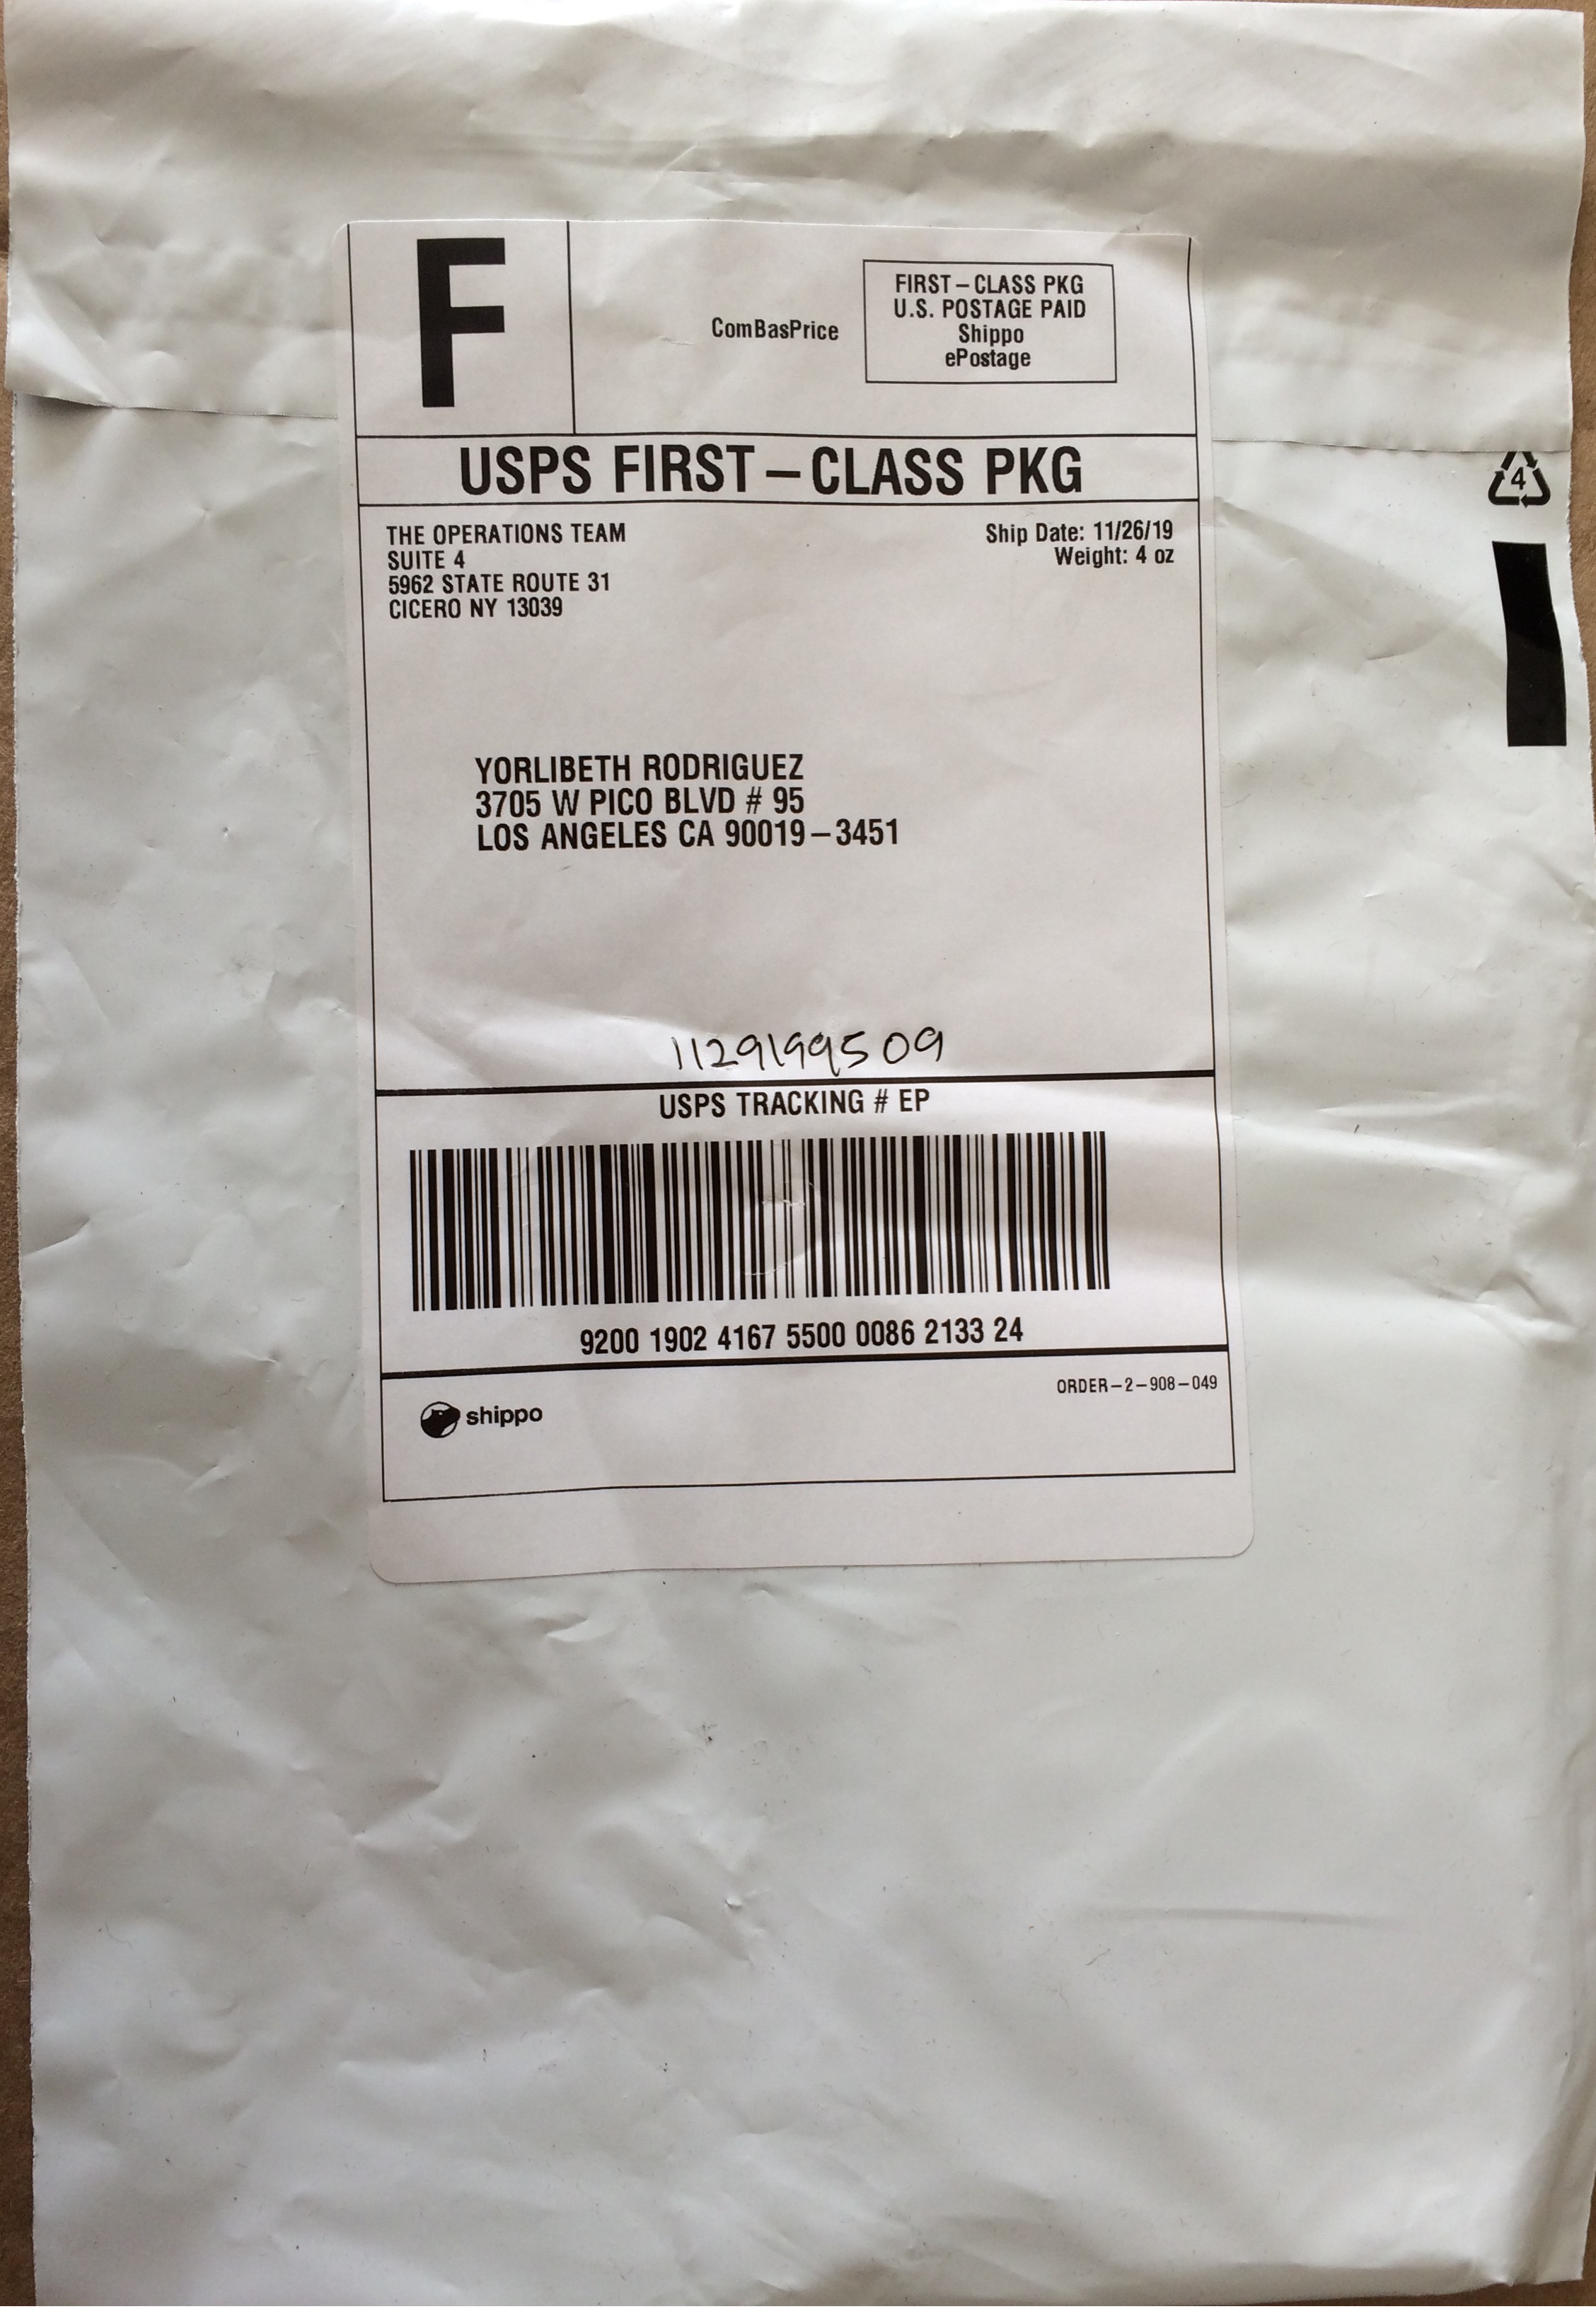 F
ComBasPrice
FIRST – CLASS PKG
U.S. POSTAGE PAID
Shippo
ePostage
USPS FIRST – CLASS PKG
THE OPERATIONS TEAM
SUITE 4
5962 STATE ROUTE 31
CICERO NY 13039
Ship Date: 11/26/19
Weight: 4 oz
4
YORLIBETH RODRIGUEZ
3705 W PICO BLVD # 95
LOS ANGELES CA 90019–3451
11291995 09
USPS TRACKING # EP
9200 1902 4167 5500 0086 2133 24
ORDER–2–908–049
shippo